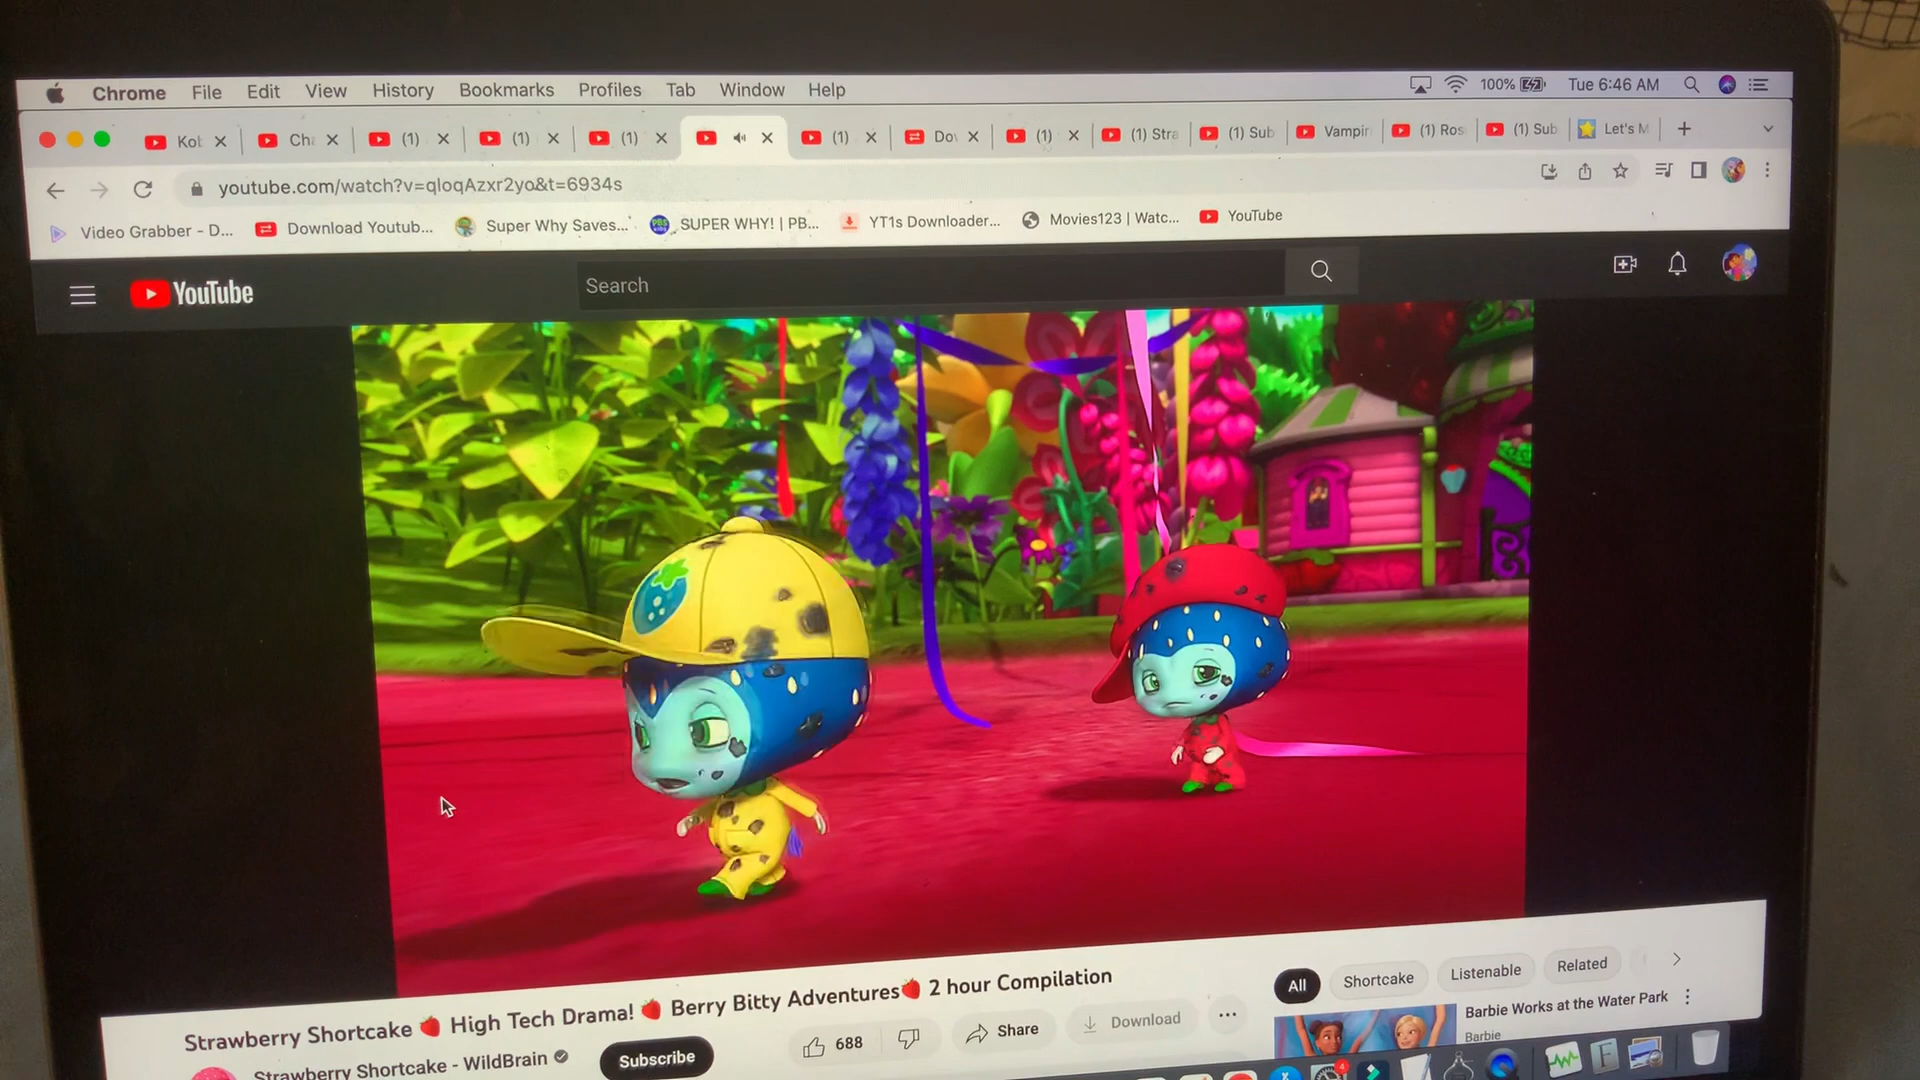 Chrome File Edit View History Bookmarks Profiles Tab Window Help 100% Tue 6:46 AM
(1) (1) (1) (1) (1) (1) Stra (1) Sub Vampir (1) Ros (1) Sub Let's M
youtube.com/watch?v=qloqAzxr2yo&t=6934s
Video Grabber - D... Download Youtub... Super Why Saves... SUPER WHY! | PB... YT1s Downloader... Movies123 | Watc... YouTube
YouTube Search
Strawberry Shortcake 🍓 High Tech Drama! 🍓 Berry Bitty Adventures🍓 2 hour Compilation
Strawberry Shortcake - WildBrain Subscribe 688 Share Download ...
All Shortcake Listenable Related
Barbie Works at the Water Park
Barbie